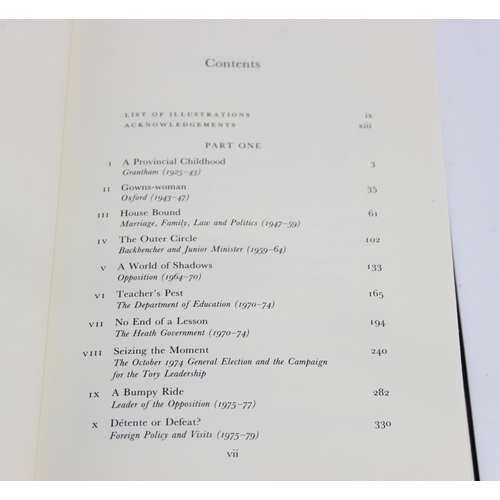 Contents
LIST OF ILLUSTRATIONS ix
ACKNOWLEDGEMENTS xiii
PART ONE
I A Provincial Childhood 3
Grantham (1925–43)
II Gowns-woman 35
Oxford (1943–47)
III House Bound 61
Marriage, Family, Law and Politics (1947–59)
IV The Outer Circle 102
Backbencher and Junior Minister (1959–64)
V A World of Shadows 133
Opposition (1964–70)
VI Teacher's Pest 165
The Department of Education (1970–74)
VII No End of a Lesson 194
The Heath Government (1970–74)
VIII Seizing the Moment 240
The October 1974 General Election and the Campaign
for the Tory Leadership
IX A Bumpy Ride 282
Leader of the Opposition (1975–77)
X Détente or Defeat? 330
Foreign Policy and Visits (1975–79)
vii